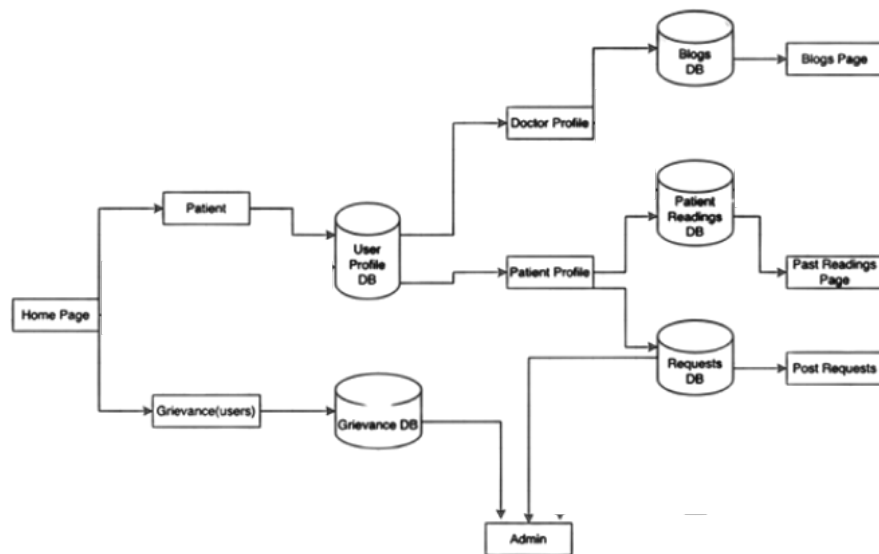 Blogs
DB
Blogs Page
Doctor Profile
Patient
User
Profile
DB
Patient
Readings
DB
Patient Profile
Past Readings
Page
Home Page
Requests
DB
Post Requests
Grievance(users)
Grievance DB
Admin